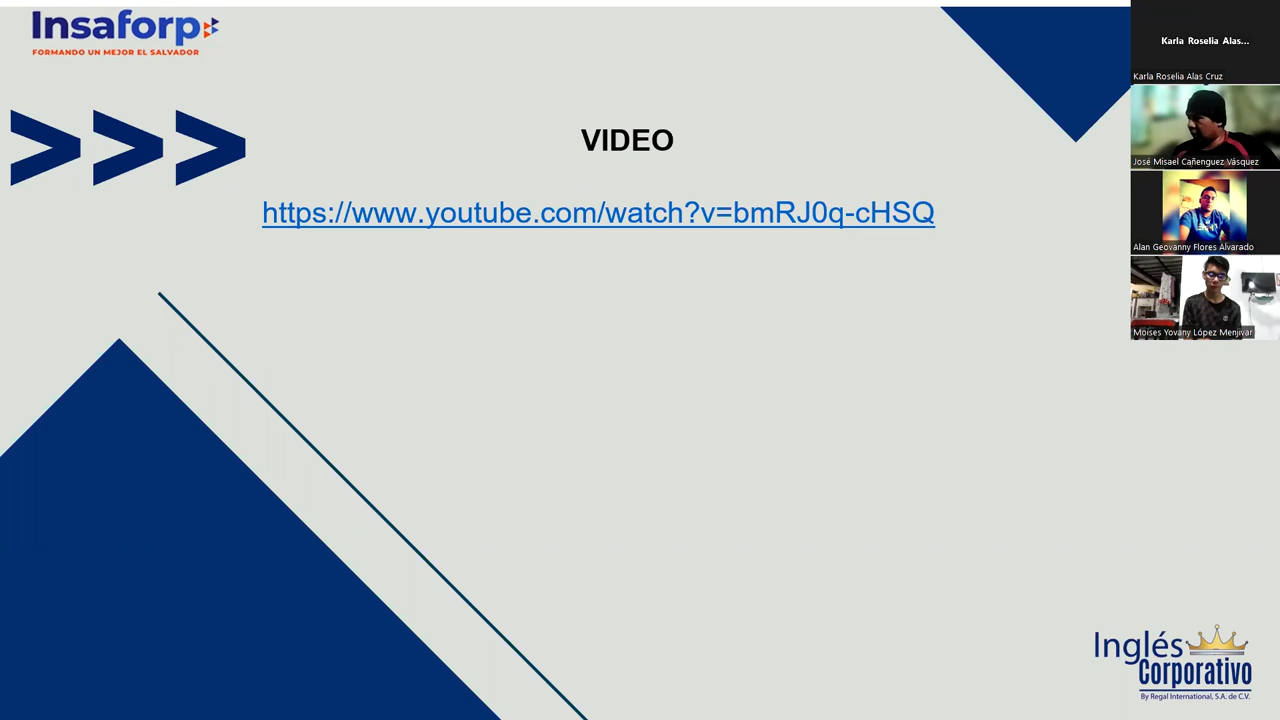 Insaforp
FORMANDO UN MEJOR EL SALVADOR
>>>
VIDEO
https://www.youtube.com/watch?v=bmRJ0q-cHSQ
Karla Roselia Alas...
Karla Roselia Alas Cruz
José Misael Cañenguez Vásquez
Alan Geovanny Flores Alvarado
Moises Yovany López Menjivar
Inglés
Corporativo
By Regal International, S.A. de C.V.